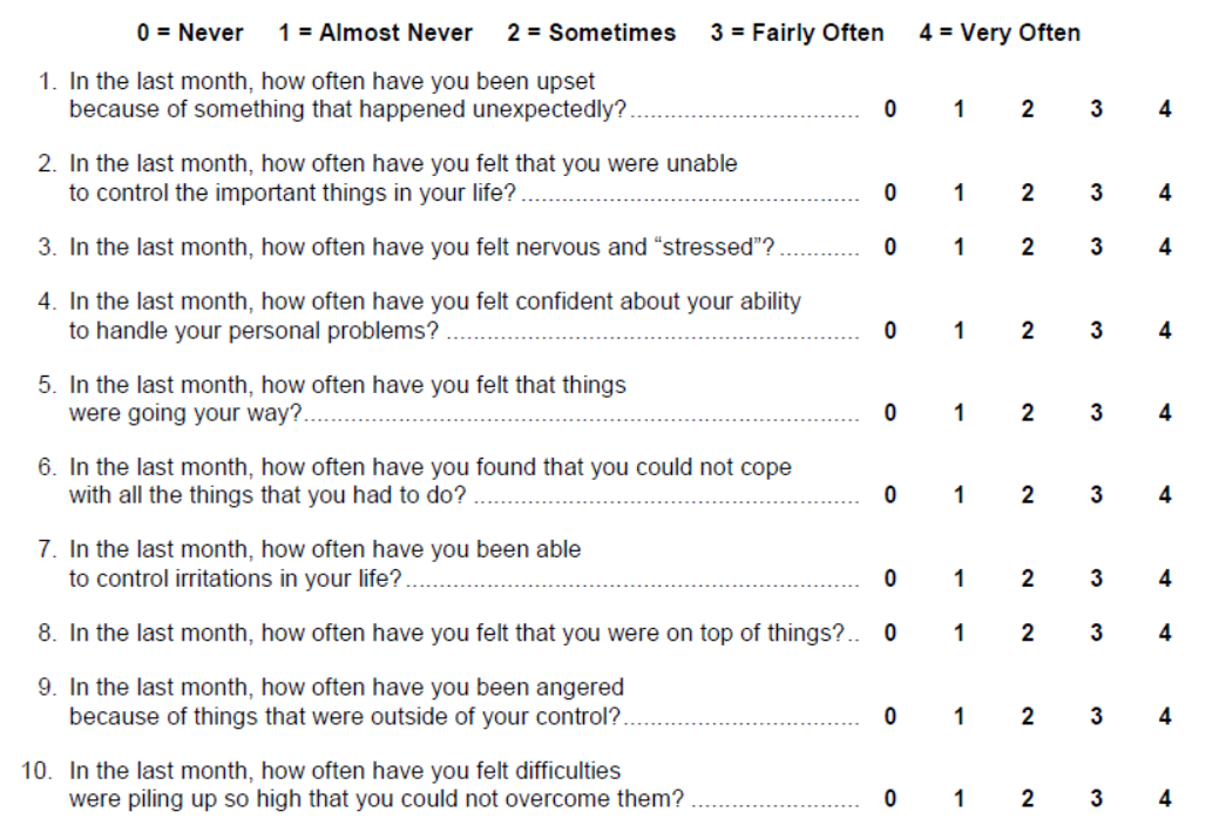 0 = Never 1 = Almost Never 2 = Sometimes 3 = Fairly Often 4 = Very Often
1. In the last month, how often have you been upset
because of something that happened unexpectedly?.................................. 0 1 2 3 4
2. In the last month, how often have you felt that you were unable
to control the important things in your life? .................................................. 0 1 2 3 4
3. In the last month, how often have you felt nervous and “stressed”? ............ 0 1 2 3 4
4. In the last month, how often have you felt confident about your ability
to handle your personal problems? ............................................................. 0 1 2 3 4
5. In the last month, how often have you felt that things
were going your way?.................................................................................. 0 1 2 3 4
6. In the last month, how often have you found that you could not cope
with all the things that you had to do? ......................................................... 0 1 2 3 4
7. In the last month, how often have you been able
to control irritations in your life?................................................................... 0 1 2 3 4
8. In the last month, how often have you felt that you were on top of things?.. 0 1 2 3 4
9. In the last month, how often have you been angered
because of things that were outside of your control?................................... 0 1 2 3 4
10. In the last month, how often have you felt difficulties
were piling up so high that you could not overcome them? ......................... 0 1 2 3 4